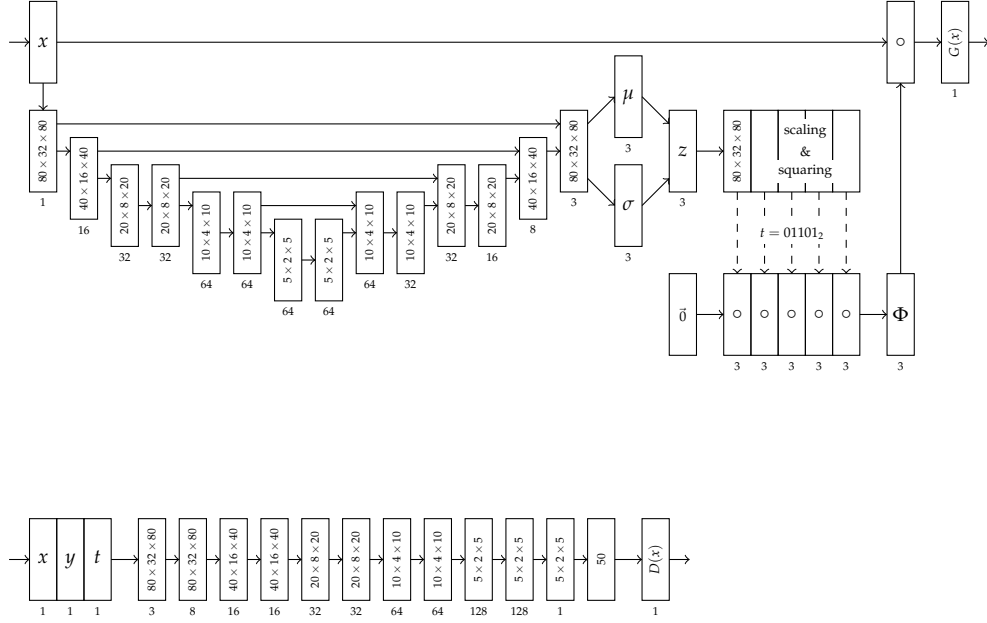 x
∘
G(x)
1
80 × 32 × 80
1
40 × 16 × 40
16
20 × 8 × 20
32
20 × 8 × 20
32
10 × 4 × 10
64
10 × 4 × 10
64
5 × 2 × 5
64
5 × 2 × 5
64
10 × 4 × 10
64
10 × 4 × 10
32
20 × 8 × 20
32
20 × 8 × 20
16
40 × 16 × 40
8
80 × 32 × 80
3
μ
3
σ
3
z
3
80 × 32 × 80
scaling
&
squaring
t = 01101₂
0⃗
∘ ∘ ∘ ∘ ∘
3 3 3 3 3
Φ
3
x y t
1 1 1
80 × 32 × 80
3
80 × 32 × 80
8
40 × 16 × 40
16
40 × 16 × 40
16
20 × 8 × 20
32
20 × 8 × 20
32
10 × 4 × 10
64
10 × 4 × 10
64
5 × 2 × 5
128
5 × 2 × 5
128
5 × 2 × 5
1
50
D(x)
1